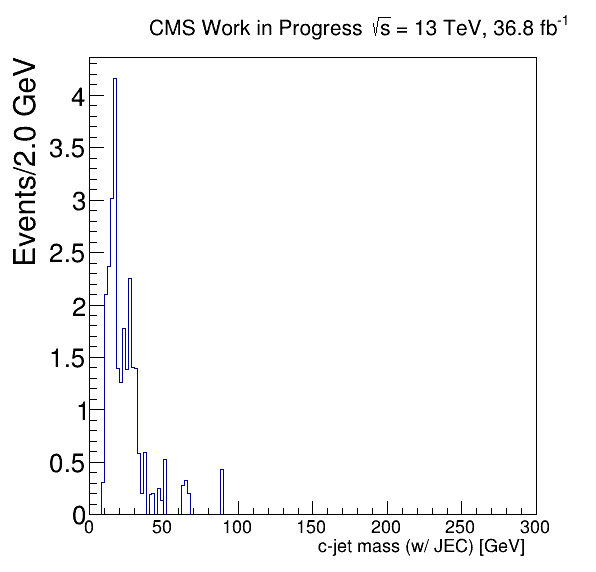 CMS Work in Progress √s = 13 TeV, 36.8 fb⁻¹
Events/2.0 GeV
4
3.5
3
2.5
2
1.5
1
0.5
0
0 50 100 150 200 250 300
c-jet mass (w/ JEC) [GeV]